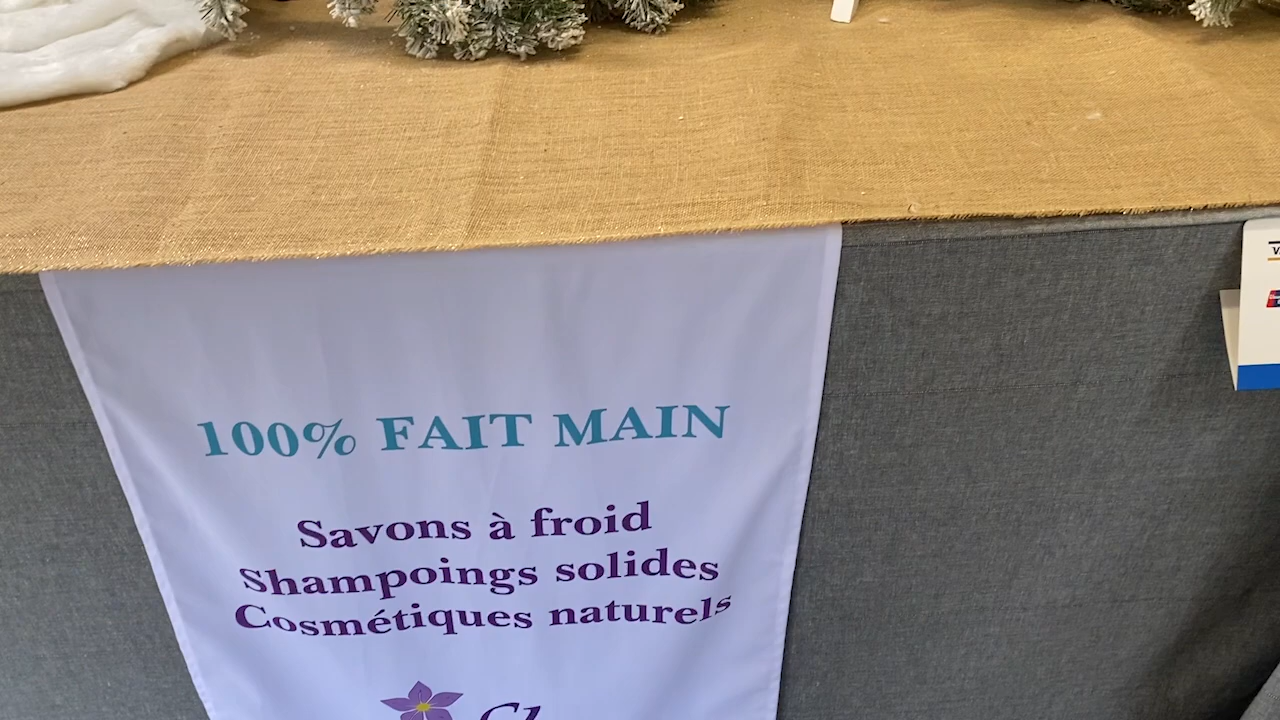 100% FAIT MAIN
Savons à froid
Shampoings solides
Cosmétiques naturels